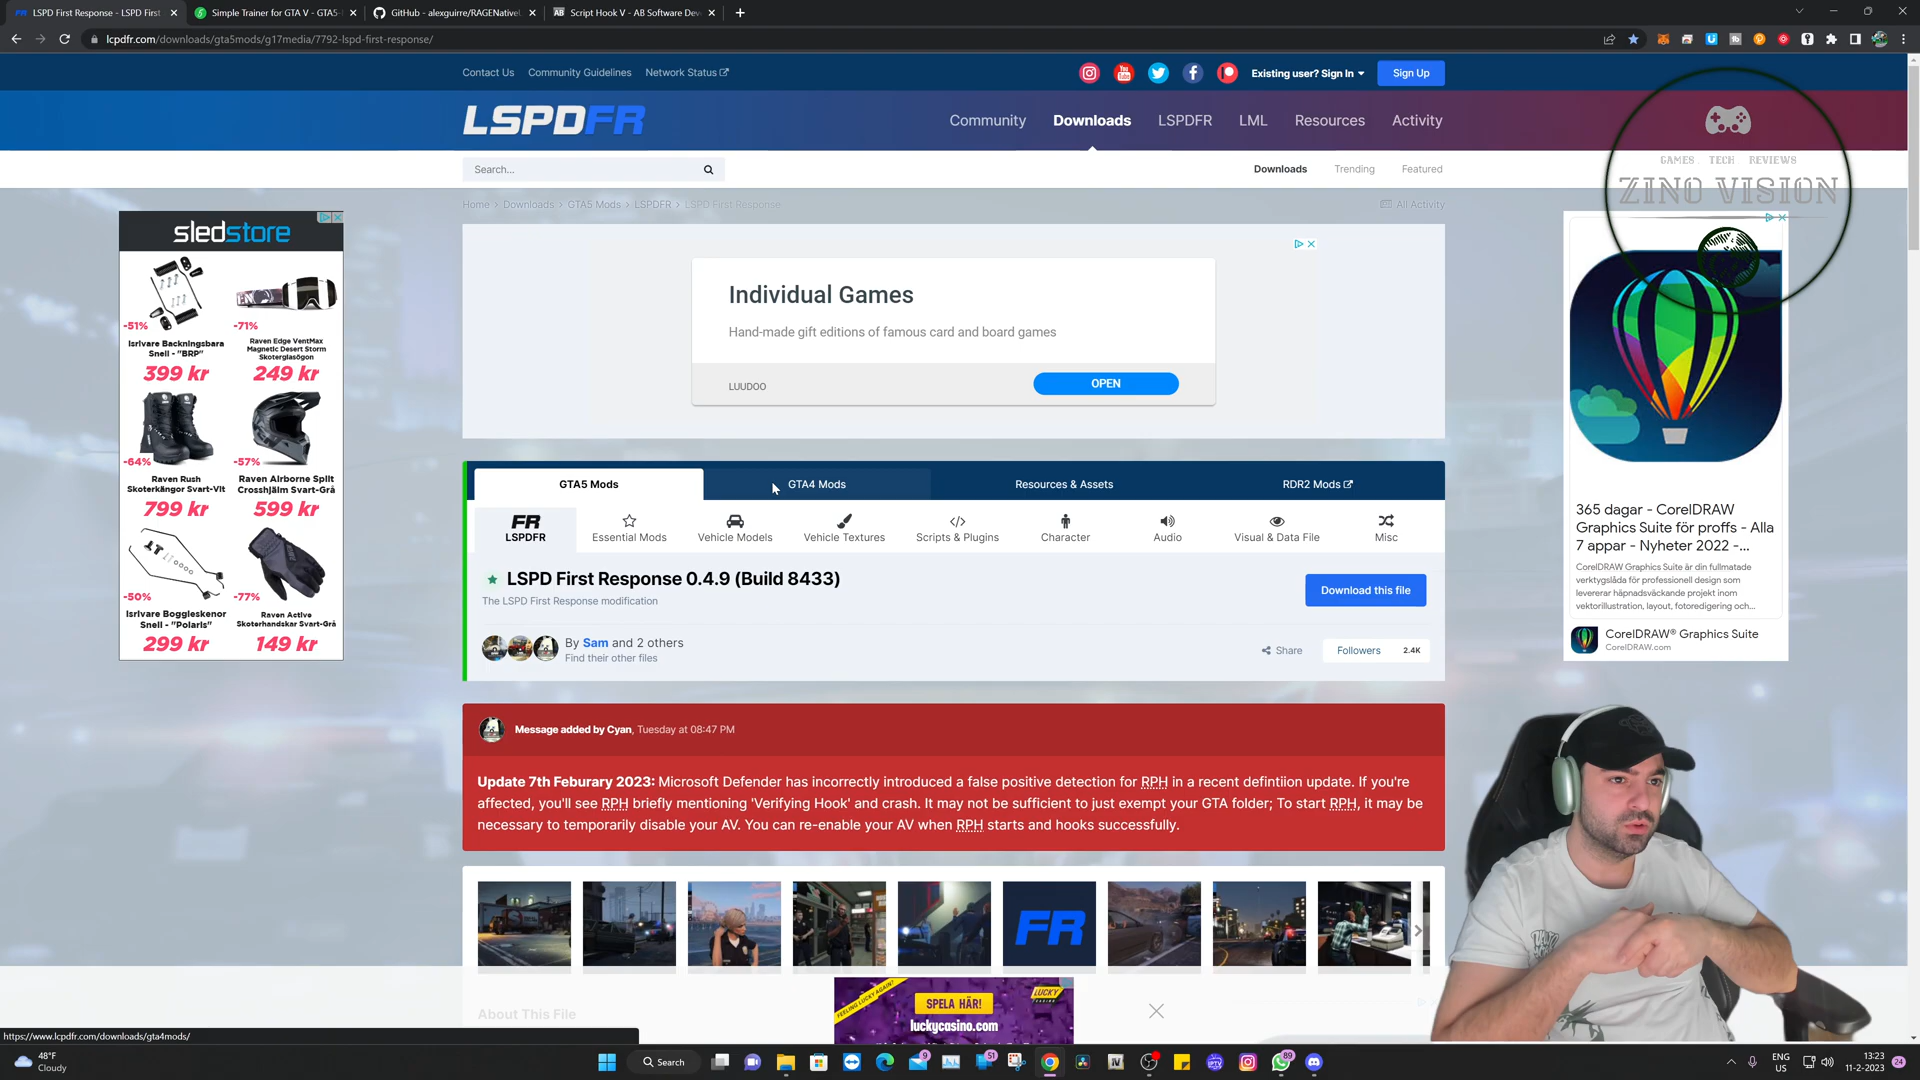 LSPD First Response - LSPD First
Simple Trainer for GTA V - GTA5-
GitHub - alexguirre/RAGENativeU
Script Hook V - AB Software Dev
lcpdfr.com/downloads/gta5mods/g17media/7792-lspd-first-response/
Contact Us Community Guidelines Network Status
Existing user? Sign In Sign Up
LSPDFR
Community Downloads LSPDFR LML Resources Activity
Search...
Downloads Trending Featured
GAMES . TECH REVIEWS
ZINO VISION
Home > Downloads > GTA5 Mods > LSPDFR > LSPD First Response
All Activity
sledstore
-51% -71%
Isrivare Backningsbara
Snell - "BRP"
399 kr
Raven Edge VentMax
Magnetic Desert Storm
Skoterglasögon
249 kr
-64% -57%
Raven Rush
Skoterkängor Svart-Vit
799 kr
Raven Airborne Split
Crosshjälm Svart-Grå
599 kr
-50% -77%
Isrivare Boggleskenor
Snell - "Polaris"
299 kr
Raven Active
Skoterhandskar Svart-Grå
149 kr
Individual Games
Hand-made gift editions of famous card and board games
LUUDOO OPEN
GTA5 Mods GTA4 Mods Resources & Assets RDR2 Mods
FR
LSPDFR Essential Mods Vehicle Models Vehicle Textures Scripts & Plugins Character Audio Visual & Data File Misc
LSPD First Response 0.4.9 (Build 8433)
The LSPD First Response modification
Download this file
By Sam and 2 others
Find their other files
Share Followers 2.4K
Message added by Cyan, Tuesday at 08:47 PM
Update 7th Feburary 2023: Microsoft Defender has incorrectly introduced a false positive detection for RPH in a recent defintiion update. If you're
affected, you'll see RPH briefly mentioning 'Verifying Hook' and crash. It may not be sufficient to just exempt your GTA folder; To start RPH, it may be
necessary to temporarily disable your AV. You can re-enable your AV when RPH starts and hooks successfully.
FR
About This File
365 dagar - CorelDRAW
Graphics Suite för proffs - Alla
7 appar - Nyheter 2022 -...
CorelDRAW Graphics Suite är din fullmatade
verktygslåda för professionell design som
levererar häpnadsväckande projekt inom
vektorillustration, layout, fotoredigering och...
CorelDRAW® Graphics Suite
CorelDRAW.com
FEELING LUCKY AGAIN?
SPELA HÄR!
LUCKY
luckycasino.com
https://www.lcpdfr.com/downloads/gta4mods/
48°F
Cloudy
Search
9
51
89
ENG
US
13:23
11-2-2023
24